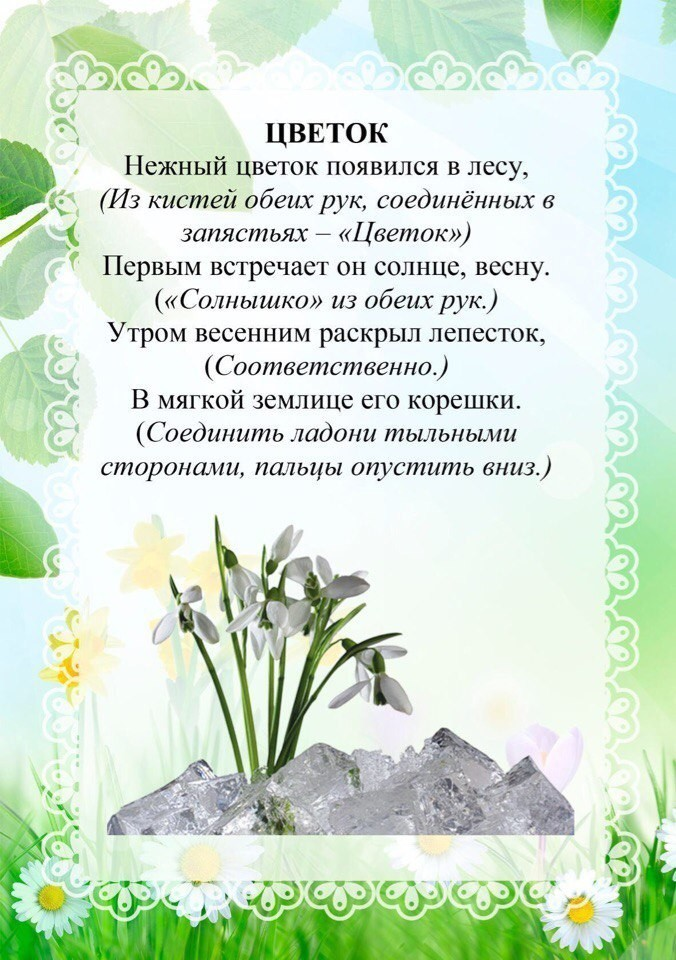 ЦВЕТОК
Нежный цветок появился в лесу,
(Из кистей обеих рук, соединённых в
запястьях – «Цветок»)
Первым встречает он солнце, весну.
(«Солнышко» из обеих рук.)
Утром весенним раскрыл лепесток,
(Соответственно.)
В мягкой землице его корешки.
(Соединить ладони тыльными
сторонами, пальцы опустить вниз.)